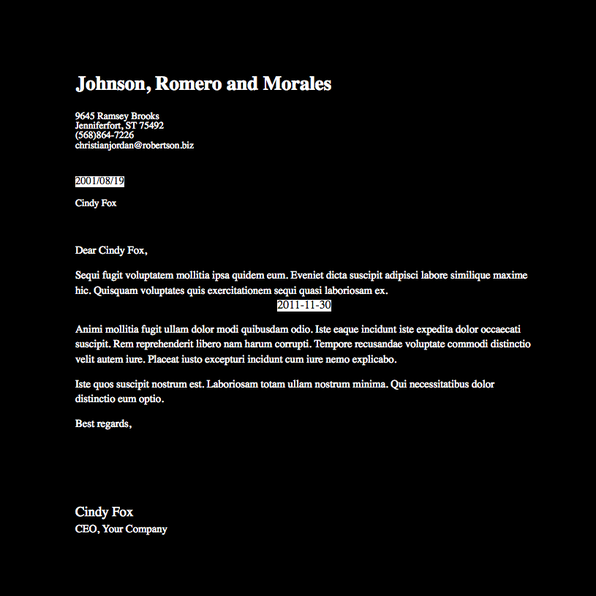 Johnson, Romero and Morales
9645 Ramsey Brooks
Jenniferfort, ST 75492
(568)864-7226
christianjordan@robertson.biz
2001/08/19
Cindy Fox
Dear Cindy Fox,
Sequi fugit voluptatem mollitia ipsa quidem eum. Eveniet dicta suscipit adipisci labore similique maxime
hic. Quisquam voluptates quis exercitationem sequi quasi laboriosam ex.
2011-11-30
Animi mollitia fugit ullam dolor modi quibusdam odio. Iste eaque incidunt iste expedita dolor occaecati
suscipit. Rem reprehenderit libero nam harum corrupti. Tempore recusandae voluptate commodi distinctio
velit autem iure. Placeat iusto excepturi incidunt cum iure nemo explicabo.
Iste quos suscipit nostrum est. Laboriosam totam ullam nostrum minima. Qui necessitatibus dolor
distinctio eum optio.
Best regards,
Cindy Fox
CEO, Your Company